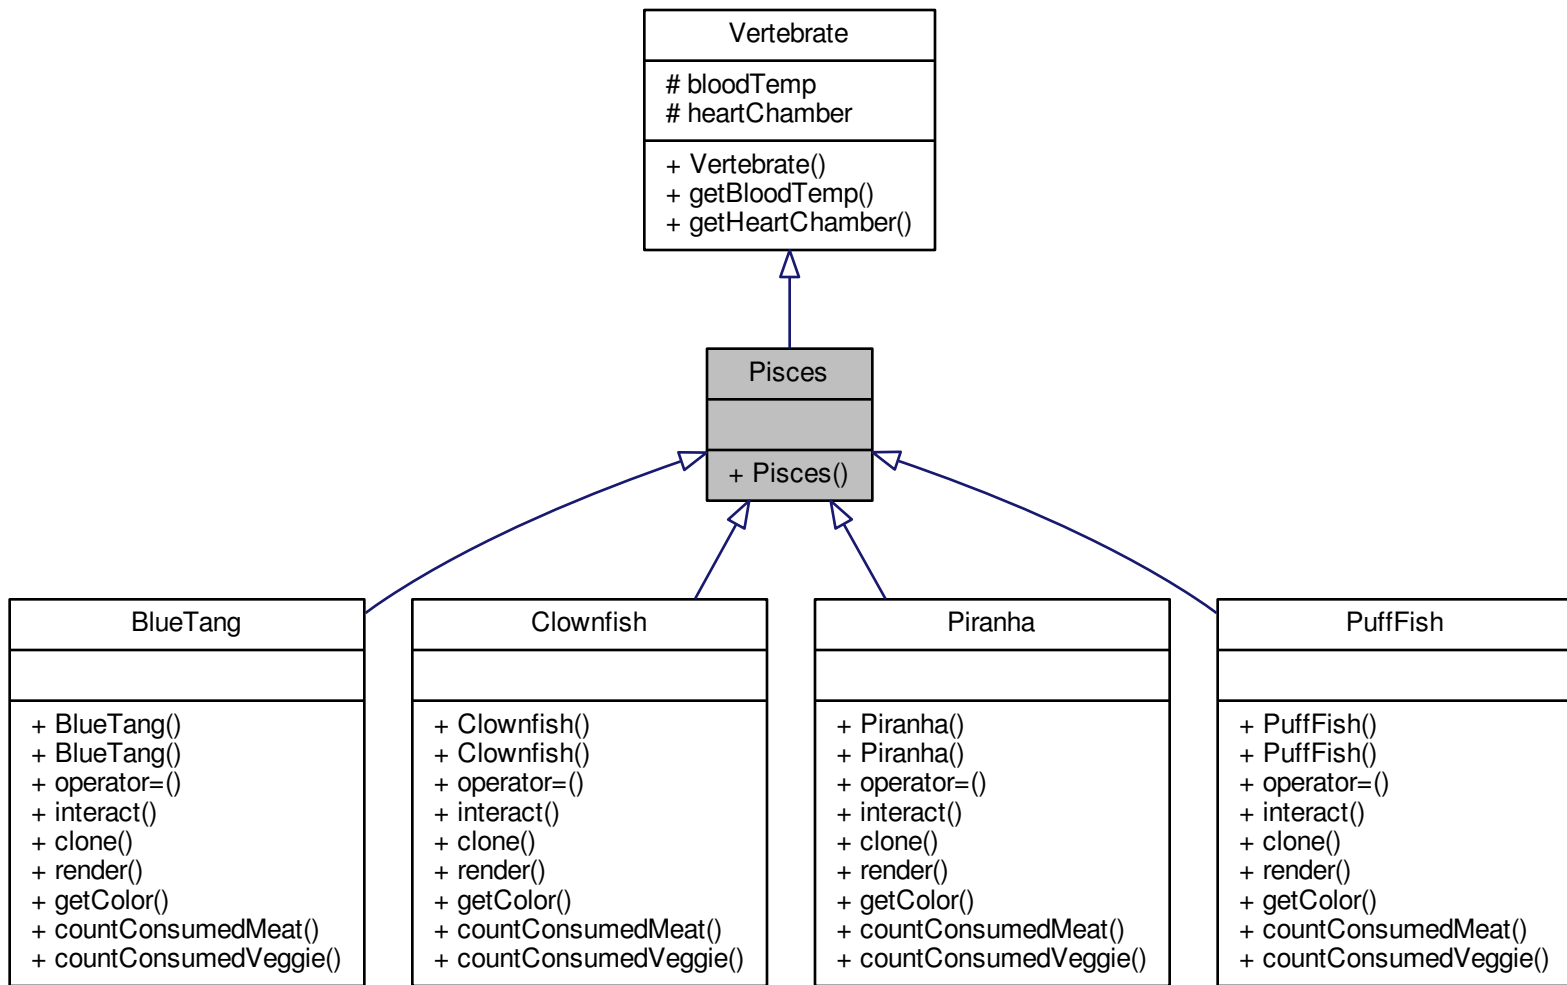 Vertebrate
# bloodTemp
# heartChamber
+ Vertebrate()
+ getBloodTemp()
+ getHeartChamber()
Pisces
+ Pisces()
BlueTang
+ BlueTang()
+ BlueTang()
+ operator=()
+ interact()
+ clone()
+ render()
+ getColor()
+ countConsumedMeat()
+ countConsumedVeggie()
Clownfish
+ Clownfish()
+ Clownfish()
+ operator=()
+ interact()
+ clone()
+ render()
+ getColor()
+ countConsumedMeat()
+ countConsumedVeggie()
Piranha
+ Piranha()
+ Piranha()
+ operator=()
+ interact()
+ clone()
+ render()
+ getColor()
+ countConsumedMeat()
+ countConsumedVeggie()
PuffFish
+ PuffFish()
+ PuffFish()
+ operator=()
+ interact()
+ clone()
+ render()
+ getColor()
+ countConsumedMeat()
+ countConsumedVeggie()